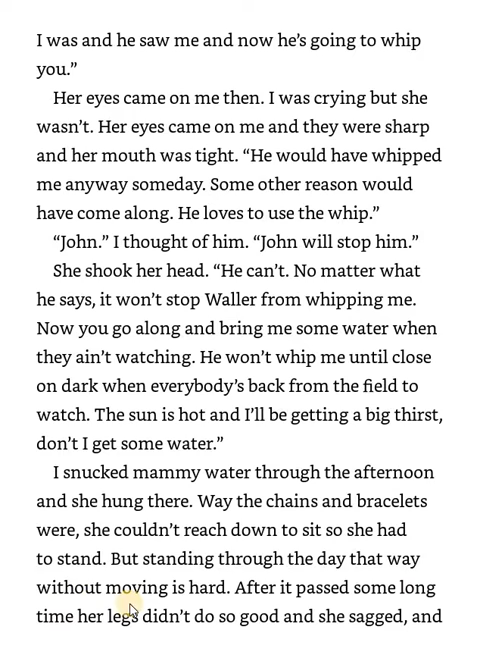 I was and he saw me and now he’s going to whip
you.”
Her eyes came on me then. I was crying but she
wasn’t. Her eyes came on me and they were sharp
and her mouth was tight. “He would have whipped
me anyway someday. Some other reason would
have come along. He loves to use the whip.”
“John.” I thought of him. “John will stop him.”
She shook her head. “He can’t. No matter what
he says, it won’t stop Waller from whipping me.
Now you go along and bring me some water when
they ain’t watching. He won’t whip me until close
on dark when everybody’s back from the field to
watch. The sun is hot and I’ll be getting a big thirst,
don’t I get some water.”
I snucked mammy water through the afternoon
and she hung there. Way the chains and bracelets
were, she couldn’t reach down to sit so she had
to stand. But standing through the day that way
without moving is hard. After it passed some long
time her legs didn’t do so good and she sagged, and